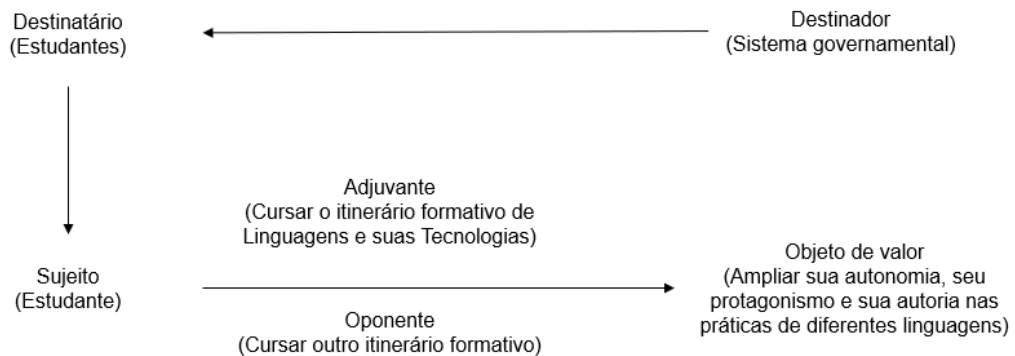 Destinatário
(Estudantes)
Destinador
(Sistema governamental)
Adjuvante
(Cursar o itinerário formativo de
Linguagens e suas Tecnologias)
Sujeito
(Estudante)
Objeto de valor
(Ampliar sua autonomia, seu
protagonismo e sua autoria nas
práticas de diferentes linguagens)
Oponente
(Cursar outro itinerário formativo)